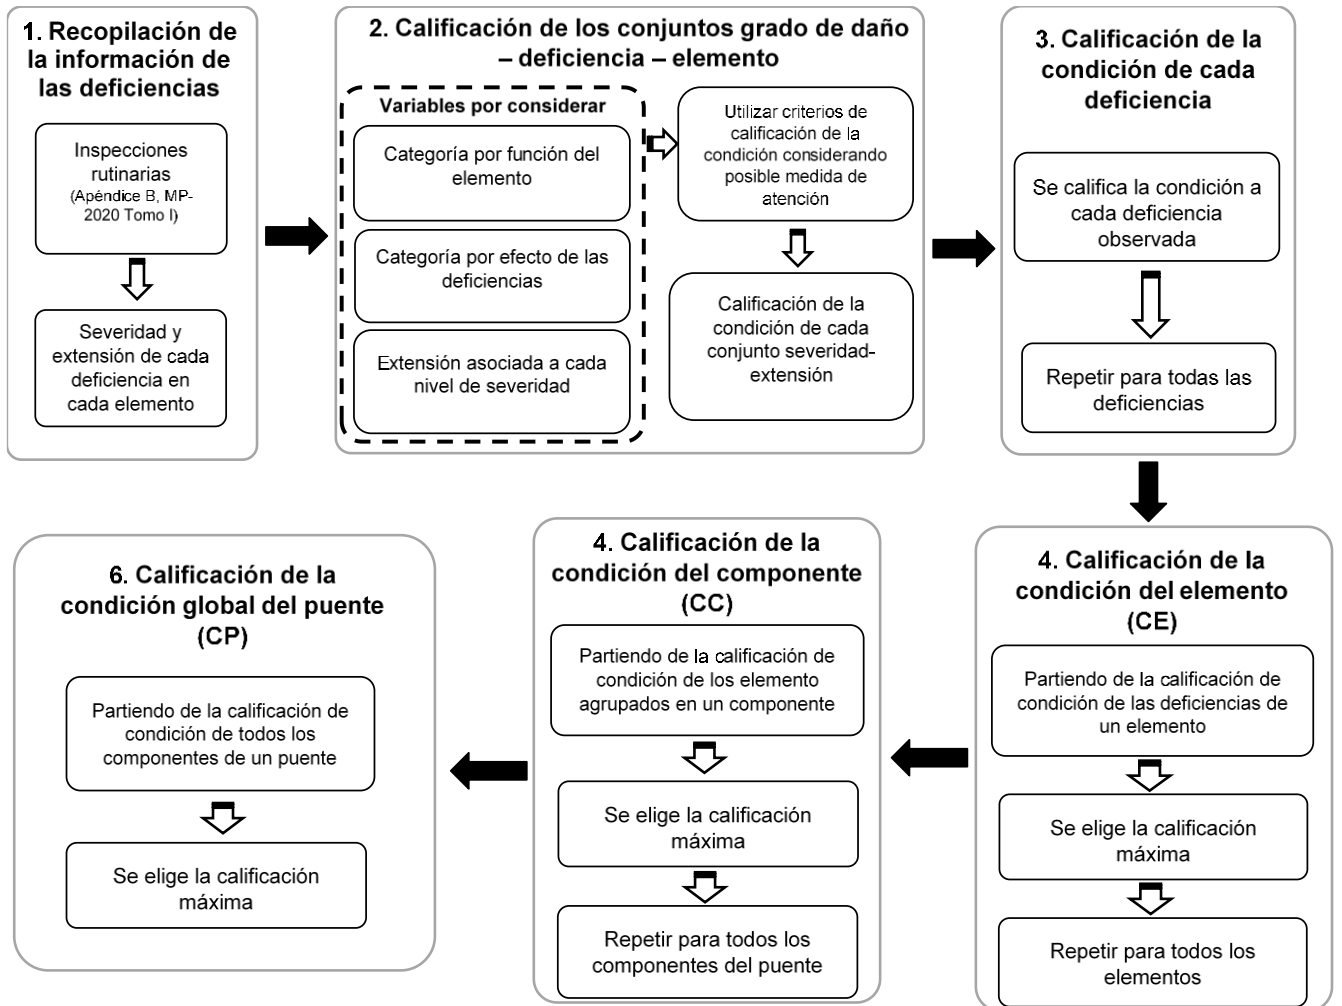 1. Recopilación de
la información de
las deficiencias
Inspecciones
rutinarias
(Apéndice B, MP-
2020 Tomo I)
Severidad y
extensión de cada
deficiencia en
cada elemento
2. Calificación de los conjuntos grado de daño
– deficiencia – elemento
Variables por considerar
Categoría por función del
elemento
Categoría por efecto de las
deficiencias
Extensión asociada a cada
nivel de severidad
Utilizar criterios de
calificación de la
condición considerando
posible medida de
atención
Calificación de la
condición de cada
conjunto severidad-
extensión
3. Calificación de la
condición de cada
deficiencia
Se califica la condición a
cada deficiencia
observada
Repetir para todas las
deficiencias
4. Calificación de la
condición del elemento
(CE)
Partiendo de la calificación de
condición de las deficiencias de
un elemento
Se elige la calificación
máxima
Repetir para todos los
elementos
4. Calificación de la
condición del componente
(CC)
Partiendo de la calificación de
condición de los elemento
agrupados en un componente
Se elige la calificación
máxima
Repetir para todos los
componentes del puente
6. Calificación de la
condición global del puente
(CP)
Partiendo de la calificación de
condición de todos los
componentes de un puente
Se elige la calificación
máxima